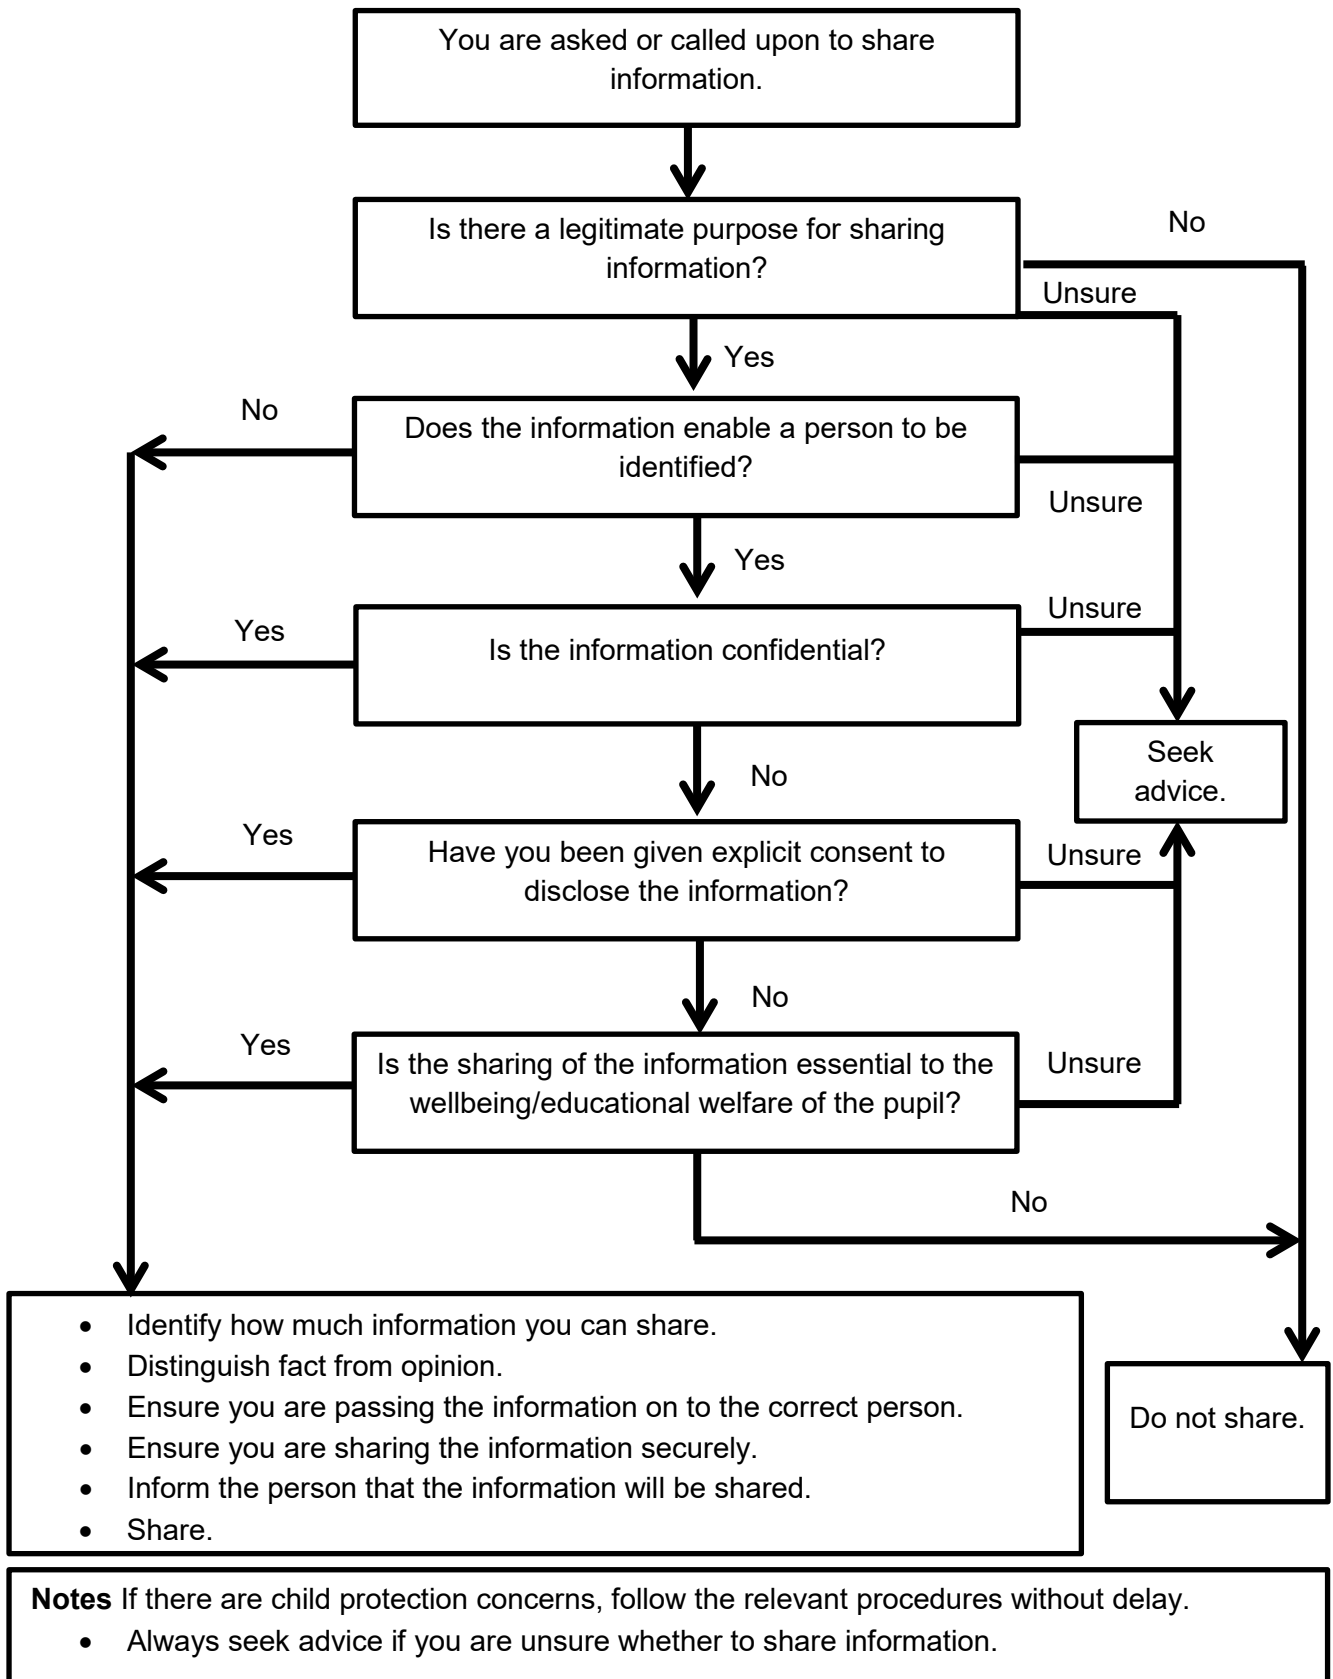 You are asked or called upon to share
information.
Is there a legitimate purpose for sharing
information?
No
Unsure
Yes
No
Does the information enable a person to be
identified?
Unsure
Yes
Unsure
Yes
Is the information confidential?
Seek
advice.
No
Yes
Have you been given explicit consent to
disclose the information?
Unsure
No
Yes
Is the sharing of the information essential to the
wellbeing/educational welfare of the pupil?
Unsure
No
• Identify how much information you can share.
• Distinguish fact from opinion.
• Ensure you are passing the information on to the correct person.
• Ensure you are sharing the information securely.
• Inform the person that the information will be shared.
• Share.
Do not share.
Notes If there are child protection concerns, follow the relevant procedures without delay.
• Always seek advice if you are unsure whether to share information.